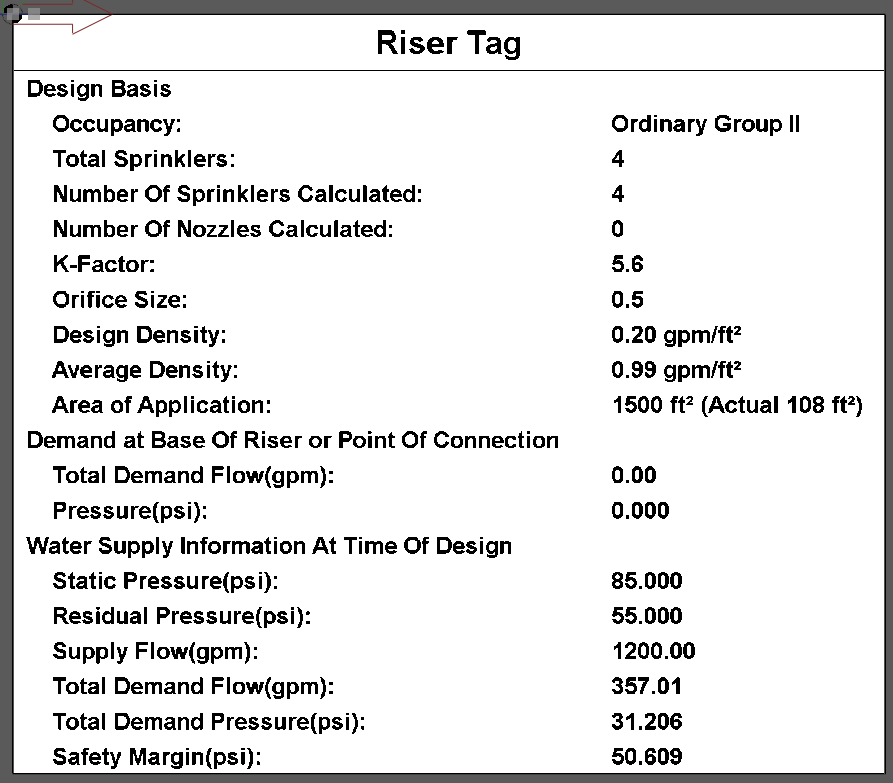 Riser Tag
Design Basis
Occupancy: Ordinary Group II
Total Sprinklers: 4
Number Of Sprinklers Calculated: 4
Number Of Nozzles Calculated: 0
K-Factor: 5.6
Orifice Size: 0.5
Design Density: 0.20 gpm/ft²
Average Density: 0.99 gpm/ft²
Area of Application: 1500 ft² (Actual 108 ft²)
Demand at Base Of Riser or Point Of Connection
Total Demand Flow(gpm): 0.00
Pressure(psi): 0.000
Water Supply Information At Time Of Design
Static Pressure(psi): 85.000
Residual Pressure(psi): 55.000
Supply Flow(gpm): 1200.00
Total Demand Flow(gpm): 357.01
Total Demand Pressure(psi): 31.206
Safety Margin(psi): 50.609